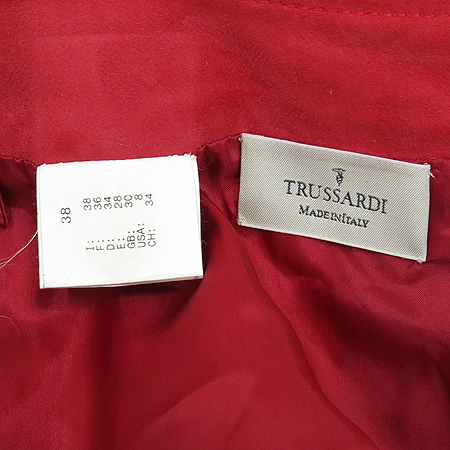 38
I: 38
F: 36
D: 34
E: 28
GB: 30
USA: 8
CH: 34
TRUSSARDI
MADE IN ITALY